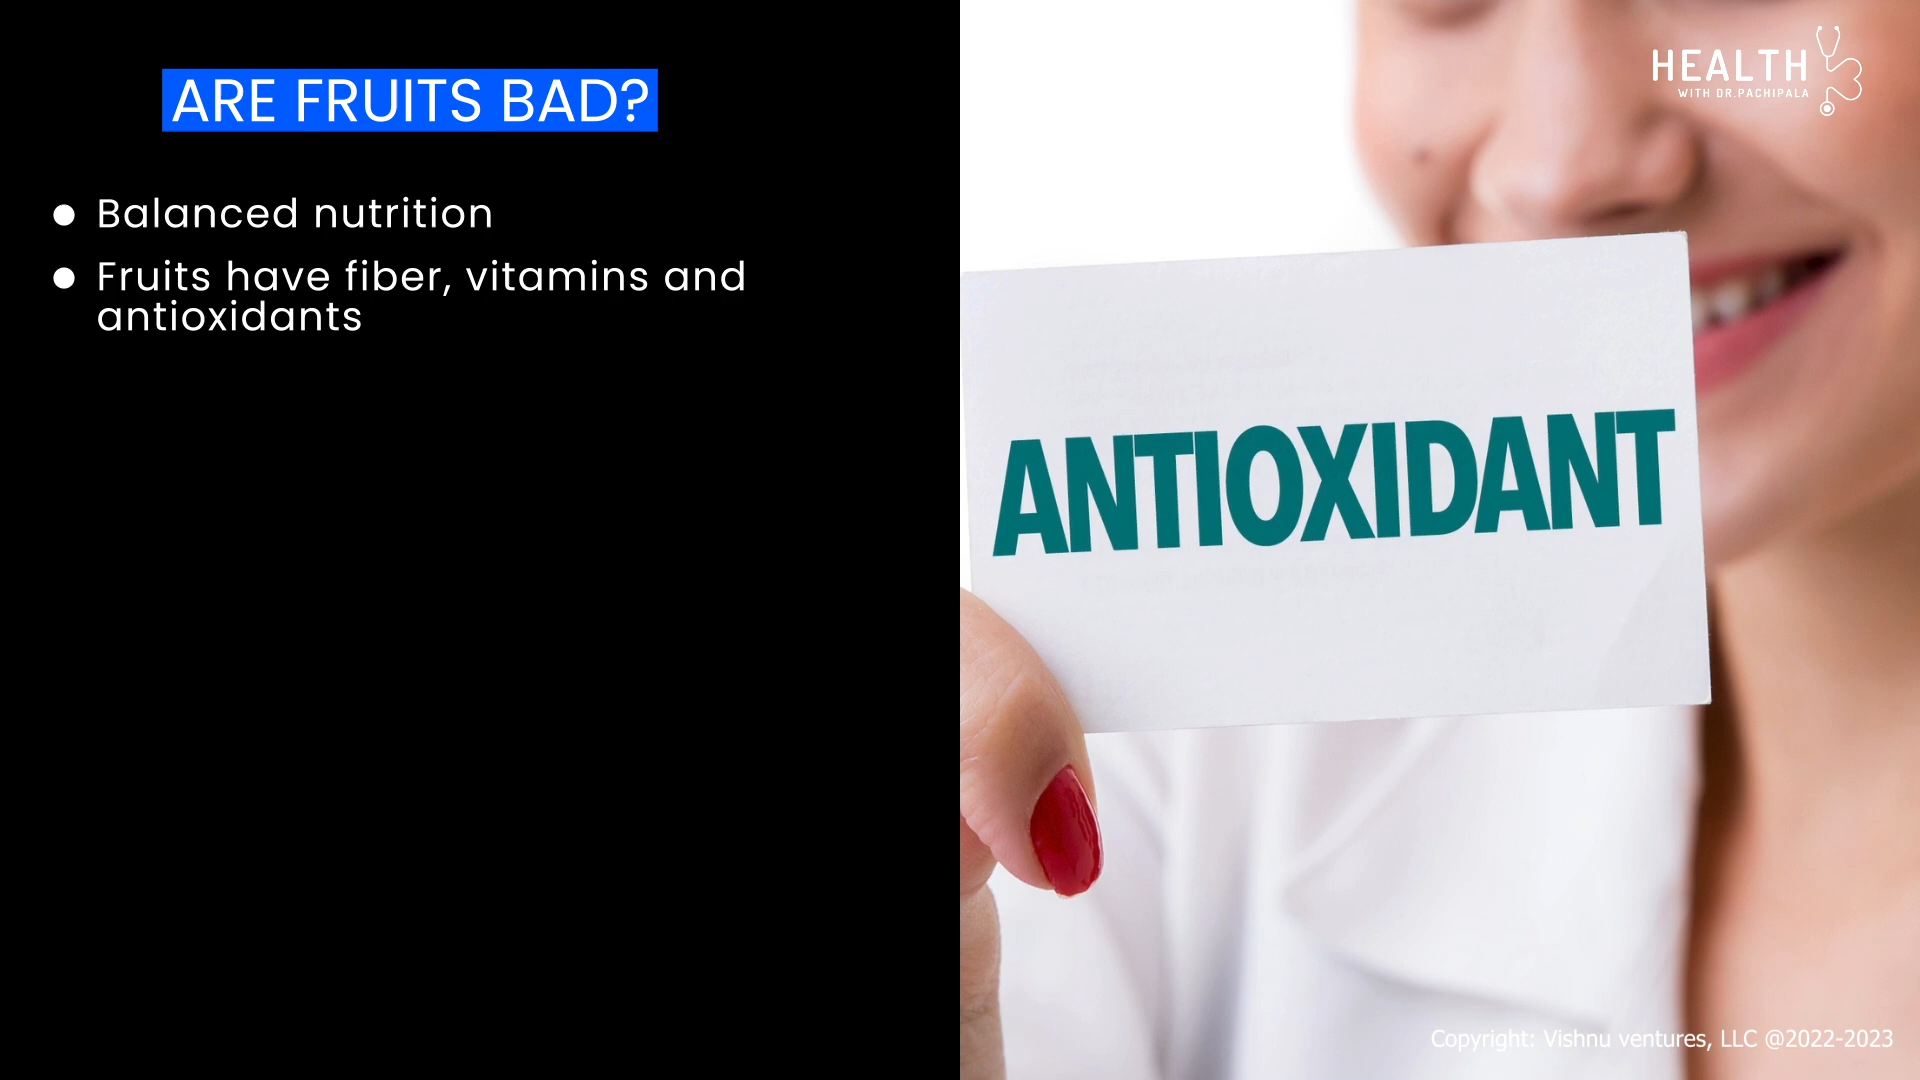 ARE FRUITS BAD?
● Balanced nutrition
● Fruits have fiber, vitamins and
antioxidants
HEALTH
WITH DR.PACHIPALA
ANTIOXIDANT
Copyright: Vishnu ventures, LLC @2022-2023